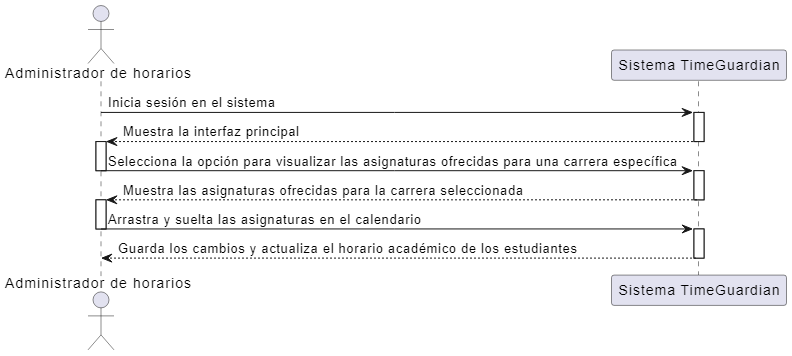 Administrador de horarios
Sistema TimeGuardian
Inicia sesión en el sistema
Muestra la interfaz principal
Selecciona la opción para visualizar las asignaturas ofrecidas para una carrera específica
Muestra las asignaturas ofrecidas para la carrera seleccionada
Arrastra y suelta las asignaturas en el calendario
Guarda los cambios y actualiza el horario académico de los estudiantes
Administrador de horarios
Sistema TimeGuardian